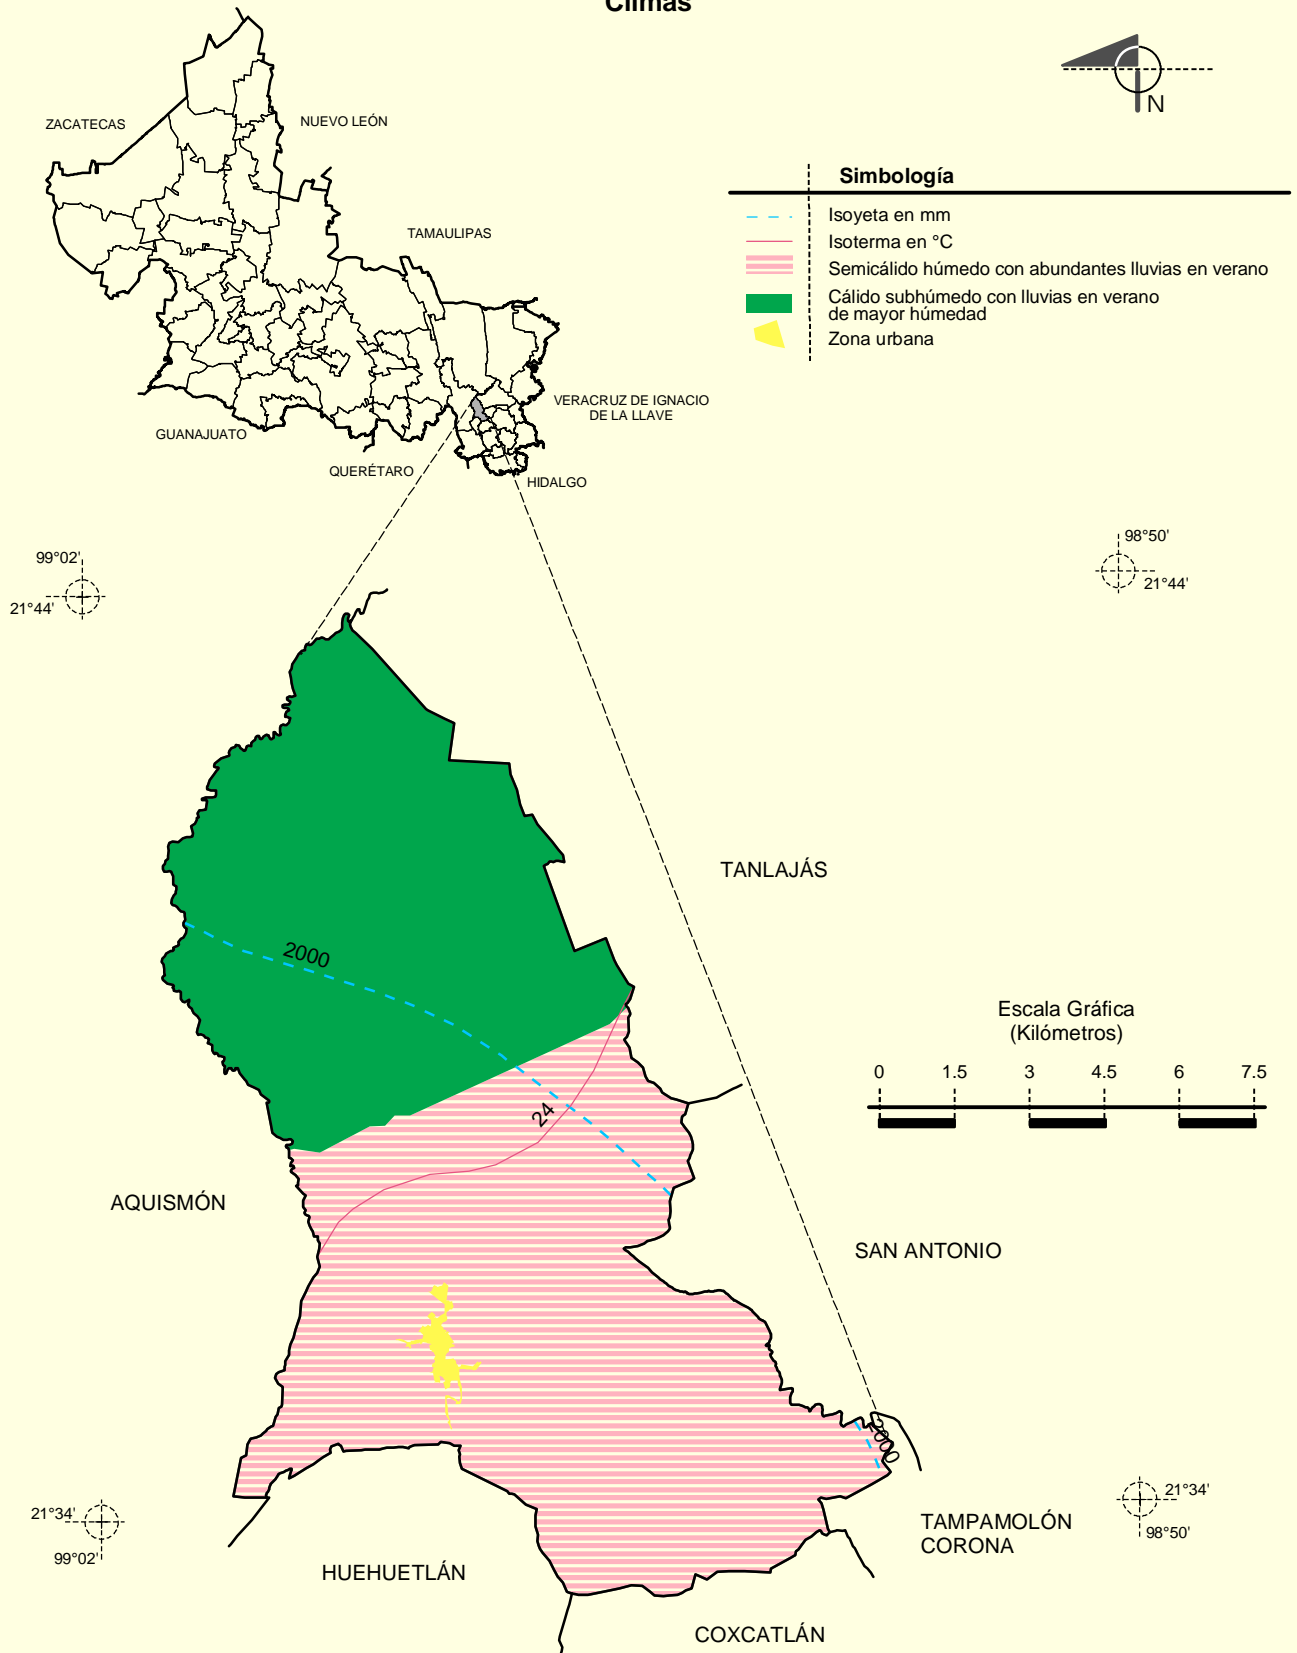 Climas
N
ZACATECAS
NUEVO LEÓN
TAMAULIPAS
VERACRUZ DE IGNACIO
DE LA LLAVE
GUANAJUATO
QUERÉTARO
HIDALGO
Simbología
Isoyeta en mm
Isoterma en °C
Semicálido húmedo con abundantes lluvias en verano
Cálido subhúmedo con lluvias en verano
de mayor húmedad
Zona urbana
99°02'
21°44'
98°50'
21°44'
TANLAJÁS
2000
24
Escala Gráfica
(Kilómetros)
0 1.5 3 4.5 6 7.5
AQUISMÓN
SAN ANTONIO
21°34'
99°02'
21°34'
98°50'
TAMPAMOLÓN
CORONA
HUEHUETLÁN
COXCATLÁN